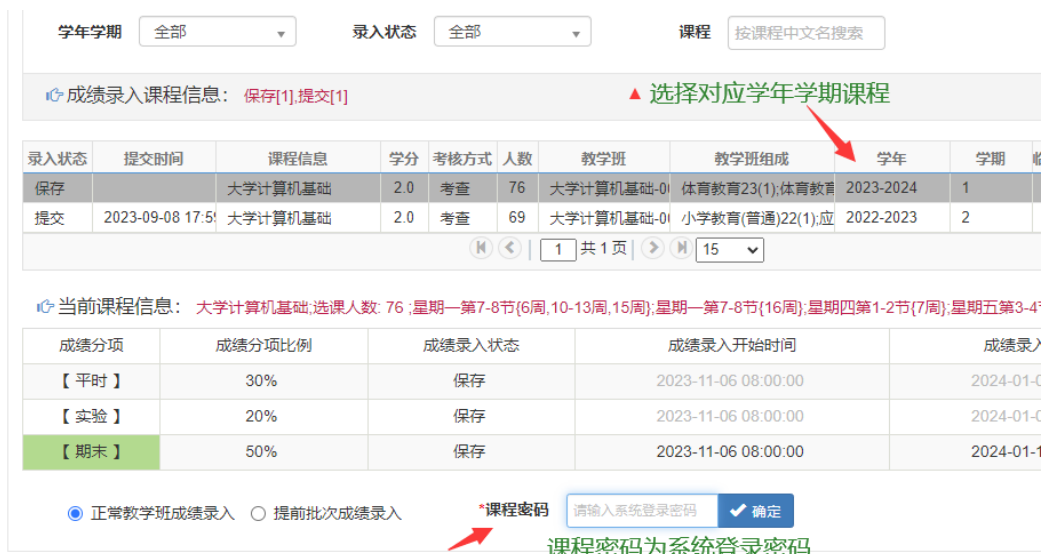 学年学期 全部 录入状态 全部 课程 按课程中文名搜索
成绩录入课程信息： 保存[1],提交[1] ▲ 选择对应学年学期课程
录入状态 提交时间 课程信息 学分 考核方式 人数 教学班 教学班组成 学年 学期
保存 大学计算机基础 2.0 考查 76 大学计算机基础-0 体育教育23(1);体育教育 2023-2024 1
提交 2023-09-08 17:5 大学计算机基础 2.0 考查 69 大学计算机基础-0 小学教育(普通)22(1);应 2022-2023 2
1 共 1 页 15
当前课程信息： 大学计算机基础;选课人数: 76 ;星期一第7-8节{6周,10-13周,15周};星期一第7-8节{16周};星期四第1-2节{7周};星期五第3-4
成绩分项 成绩分项比例 成绩录入状态 成绩录入开始时间 成绩录入
【 平时 】 30% 保存 2023-11-06 08:00:00 2024-01-0
【 实验 】 20% 保存 2023-11-06 08:00:00 2024-01-0
【 期末 】 50% 保存 2023-11-06 08:00:00 2024-01-1
正常教学班成绩录入 提前批次成绩录入 *课程密码 请输入系统登录密码 确定
课程密码为系统登录密码